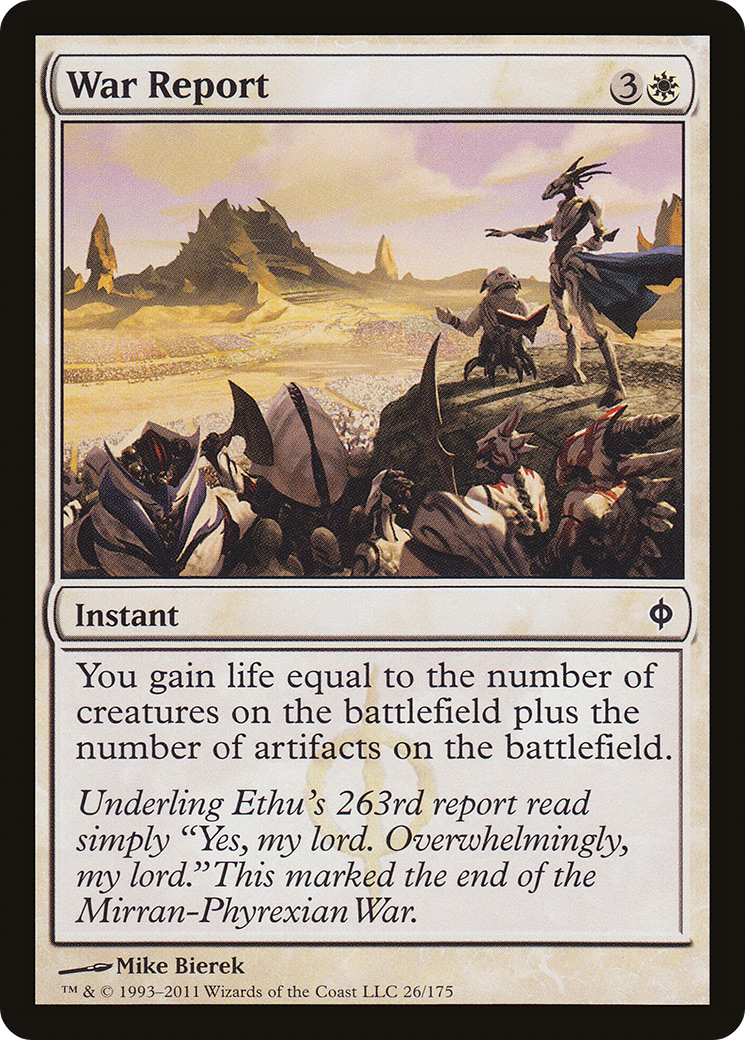 War Report
3
Instant
You gain life equal to the number of
creatures on the battlefield plus the
number of artifacts on the battlefield.
Underling Ethu's 263rd report read
simply “Yes, my lord. Overwhelmingly,
my lord.” This marked the end of the
Mirran-Phyrexian War.
Mike Bierek
™ & © 1993–2011 Wizards of the Coast LLC 26/175